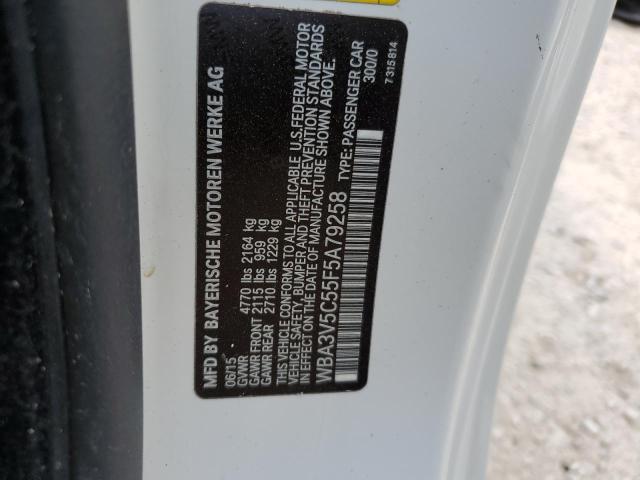 MFD BY BAYERISCHE MOTOREN WERKE AG
06/15
GVWR 4770 lbs 2164 kg
GAWR FRONT 2115 lbs 959 kg
GAWR REAR 2710 lbs 1229 kg
THIS VEHICLE CONFORMS TO ALL APPLICABLE U.S.FEDERAL MOTOR
VEHICLE SAFETY, BUMPER AND THEFT PREVENTION STANDARDS
IN EFFECT ON THE DATE OF MANUFACTURE SHOWN ABOVE.
WBA3V5C55F5A79258 TYPE: PASSENGER CAR
300/0
7315814